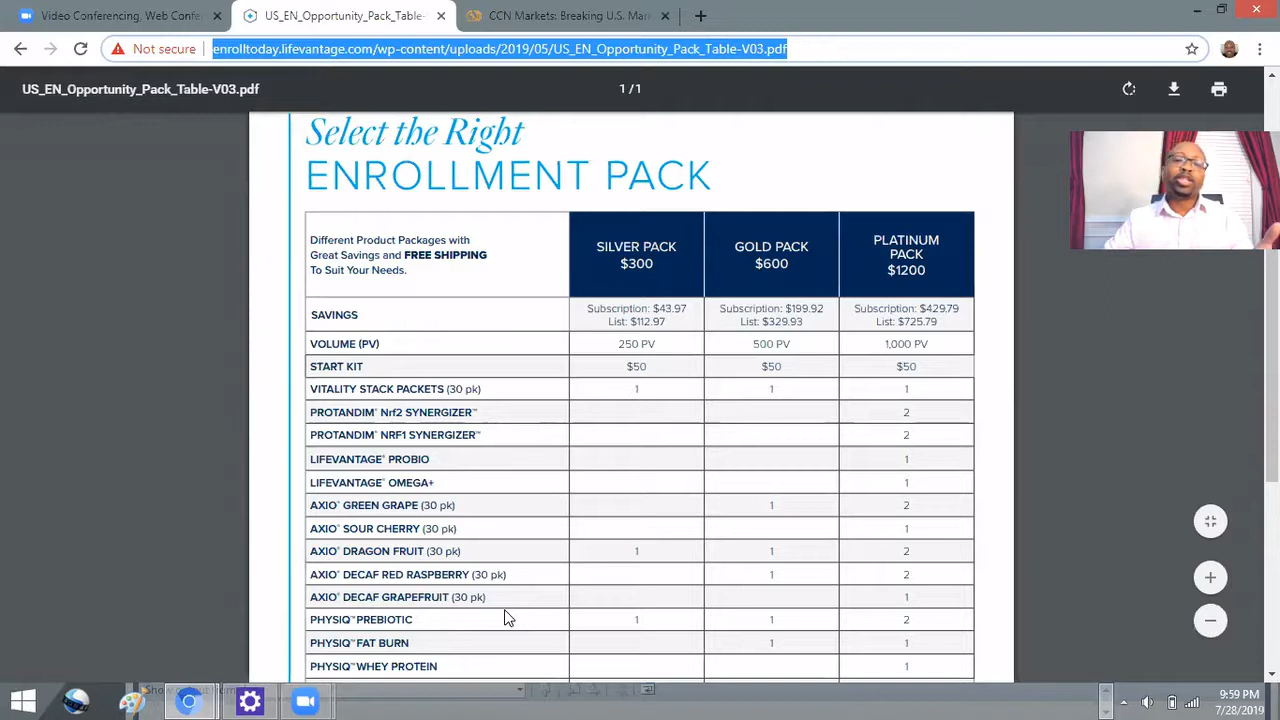 Video Conferencing, Web Confe
US_EN_Opportunity_Pack_Table-
CCN Markets: Breaking U.S. Mar
Not secure
enrolltoday.lifevantage.com/wp-content/uploads/2019/05/US_EN_Opportunity_Pack_Table-V03.pdf
US_EN_Opportunity_Pack_Table-V03.pdf
1 / 1
Select the Right
ENROLLMENT PACK
Different Product Packages with
Great Savings and FREE SHIPPING
To Suit Your Needs.
SILVER PACK
$300
GOLD PACK
$600
PLATINUM
PACK
$1200
SAVINGS
Subscription: $43.97
List: $112.97
Subscription: $199.92
List: $329.93
Subscription: $429.79
List: $725.79
VOLUME (PV) 250 PV 500 PV 1,000 PV
START KIT $50 $50 $50
VITALITY STACK PACKETS (30 pk) 1 1 1
PROTANDIM® Nrf2 SYNERGIZER™ 2
PROTANDIM® NRF1 SYNERGIZER™ 2
LIFEVANTAGE® PROBIO 1
LIFEVANTAGE® OMEGA+ 1
AXIO® GREEN GRAPE (30 pk) 1 2
AXIO® SOUR CHERRY (30 pk) 1
AXIO® DRAGON FRUIT (30 pk) 1 1 2
AXIO® DECAF RED RASPBERRY (30 pk) 1 2
AXIO® DECAF GRAPEFRUIT (30 pk) 1
PHYSIQ™ PREBIOTIC 1 1 2
PHYSIQ™ FAT BURN 1 1
PHYSIQ™ WHEY PROTEIN 1
9:59 PM
7/28/2019